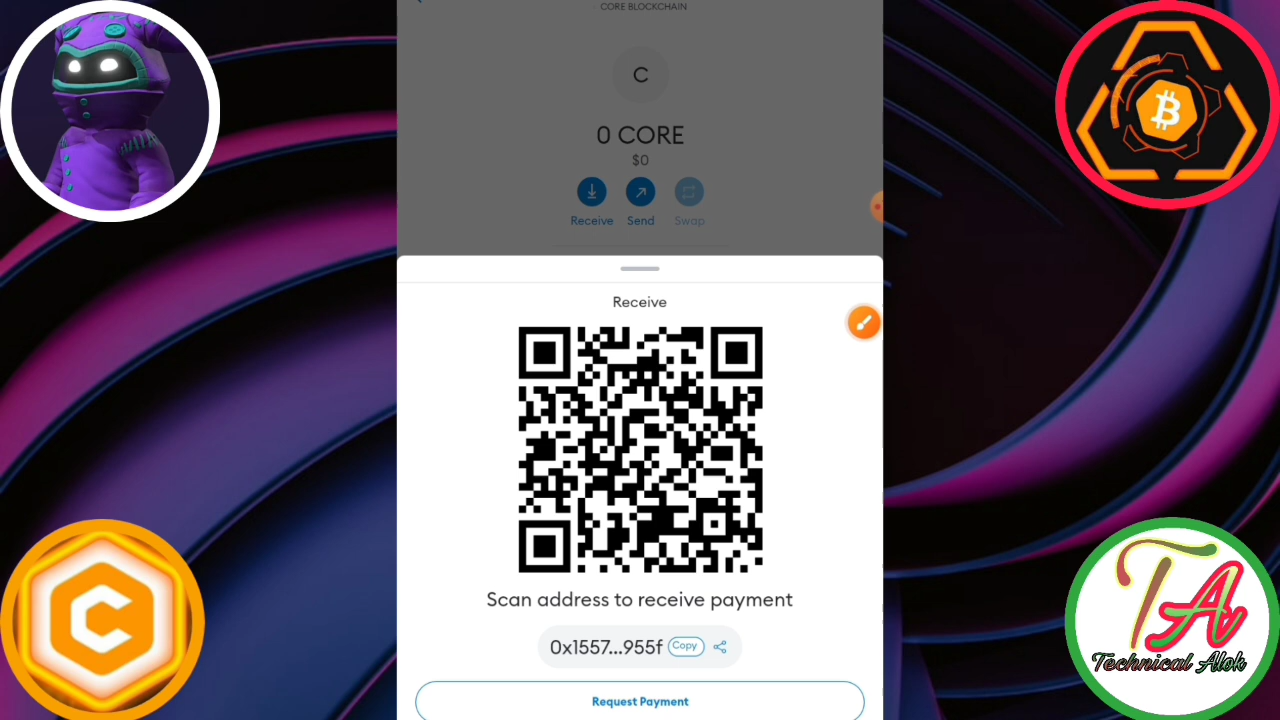 CORE BLOCKCHAIN
C
0 CORE
$0
Receive Send Swap
Receive
Scan address to receive payment
0x1557...955f Copy
Request Payment
TA
Technical Alok